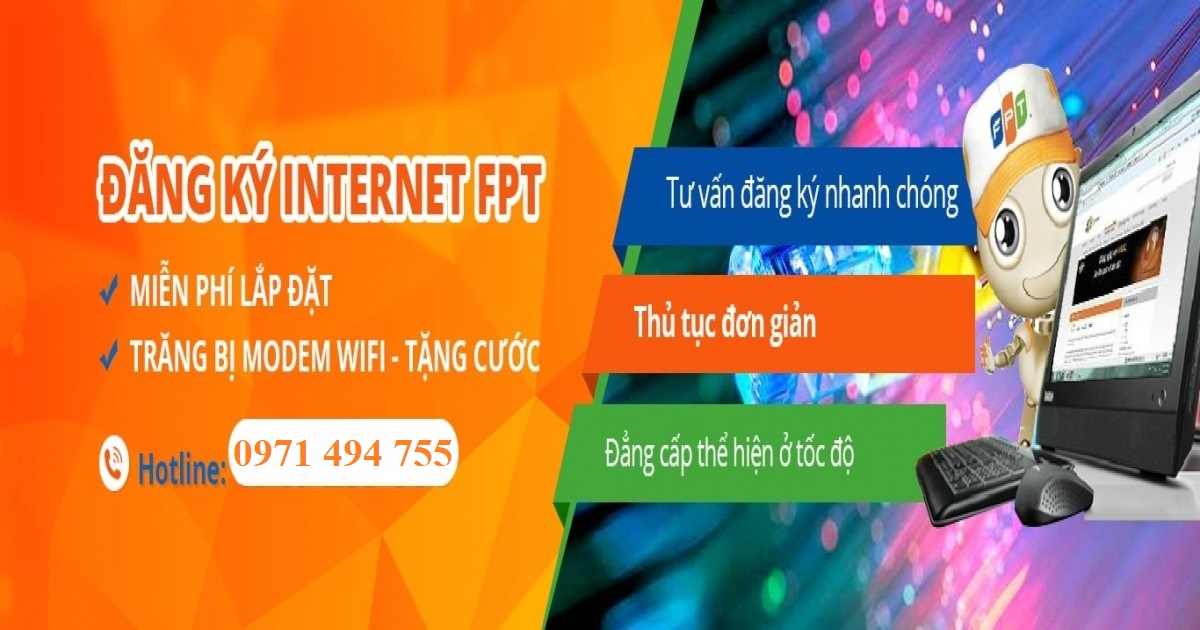 ĐĂNG KÝ INTERNET FPT
MIỄN PHÍ LẮP ĐẶT
TRĂNG BỊ MODEM WIFI - TẶNG CƯỚC
Hotline: 0971 494 755
Tư vấn đăng ký nhanh chóng
Thủ tục đơn giản
Đẳng cấp thể hiện ở tốc độ
FPT